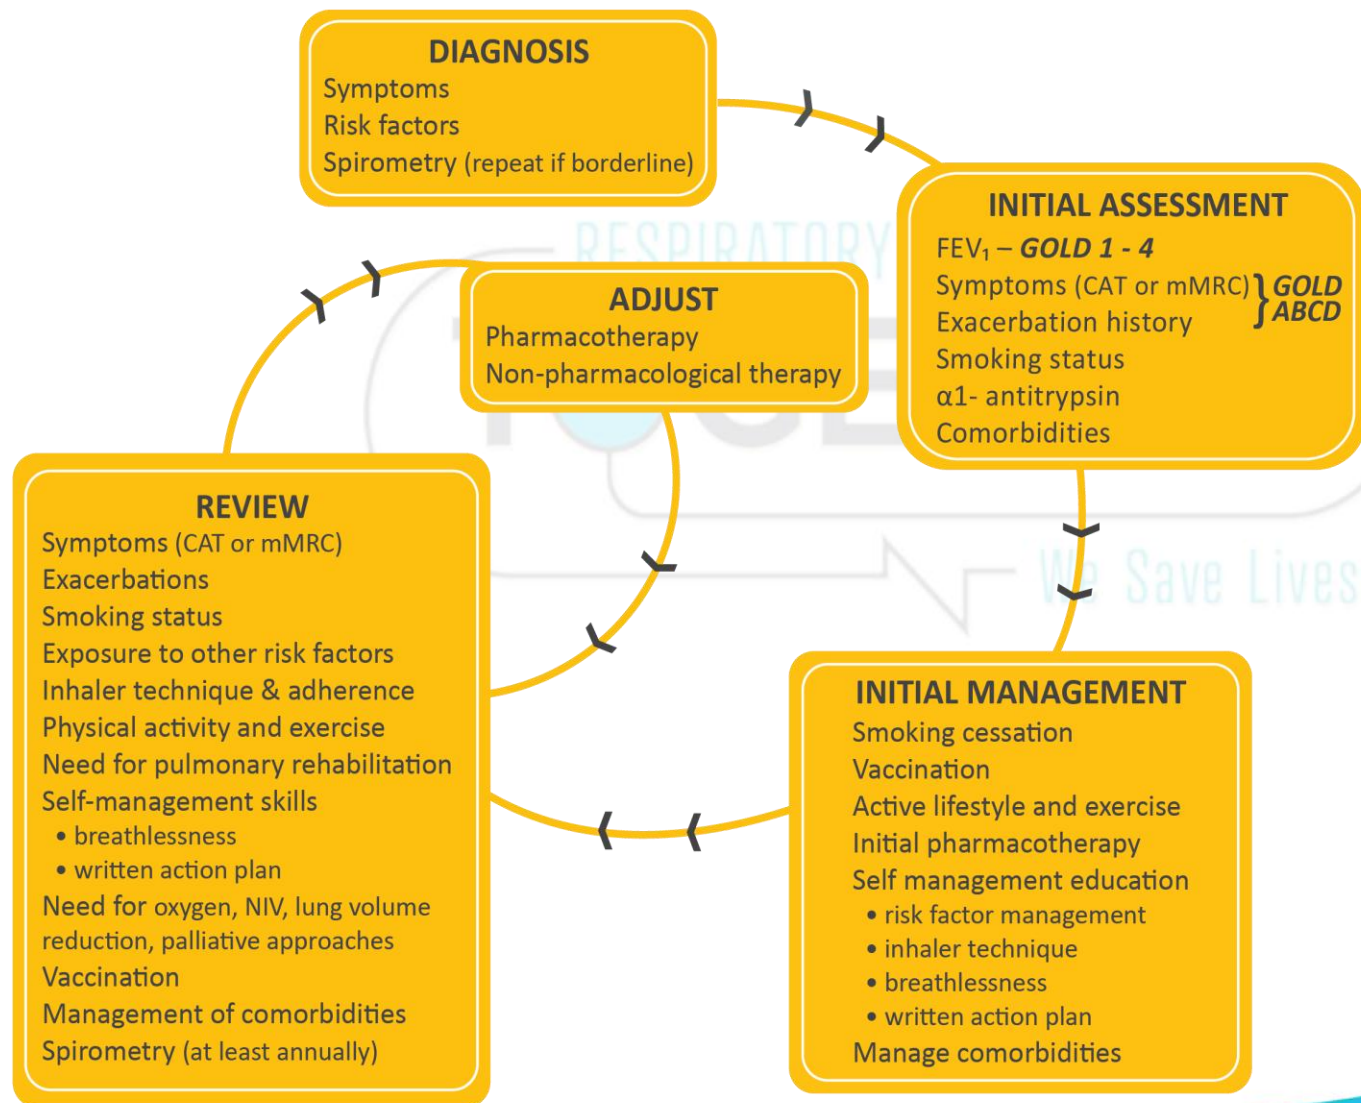 DIAGNOSIS
Symptoms
Risk factors
Spirometry (repeat if borderline)
INITIAL ASSESSMENT
FEV₁ – GOLD 1 - 4
Symptoms (CAT or mMRC) } GOLD
ABCD
Exacerbation history
Smoking status
α1- antitrypsin
Comorbidities
RESPIRATORY
ADJUST
Pharmacotherapy
Non-pharmacological therapy
We Save Lives
REVIEW
Symptoms (CAT or mMRC)
Exacerbations
Smoking status
Exposure to other risk factors
Inhaler technique & adherence
Physical activity and exercise
Need for pulmonary rehabilitation
Self-management skills
• breathlessness
• written action plan
Need for oxygen, NIV, lung volume
reduction, palliative approaches
Vaccination
Management of comorbidities
Spirometry (at least annually)
INITIAL MANAGEMENT
Smoking cessation
Vaccination
Active lifestyle and exercise
Initial pharmacotherapy
Self management education
• risk factor management
• inhaler technique
• breathlessness
• written action plan
Manage comorbidities